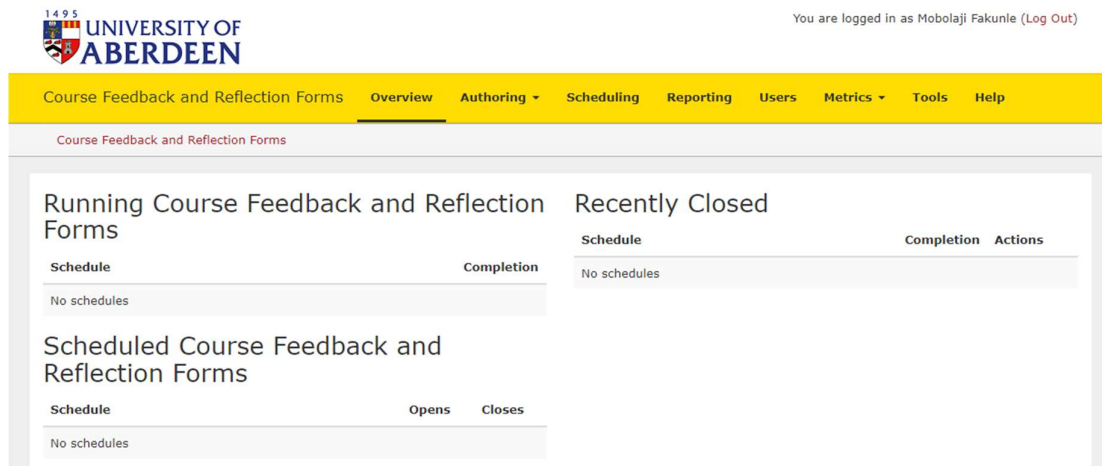 1495
UNIVERSITY OF
ABERDEEN
You are logged in as Mobolaji Fakunle (Log Out)
Course Feedback and Reflection Forms Overview Authoring Scheduling Reporting Users Metrics Tools Help
Course Feedback and Reflection Forms
Running Course Feedback and Reflection
Forms
Schedule Completion
No schedules
Scheduled Course Feedback and
Reflection Forms
Schedule Opens Closes
No schedules
Recently Closed
Schedule Completion Actions
No schedules